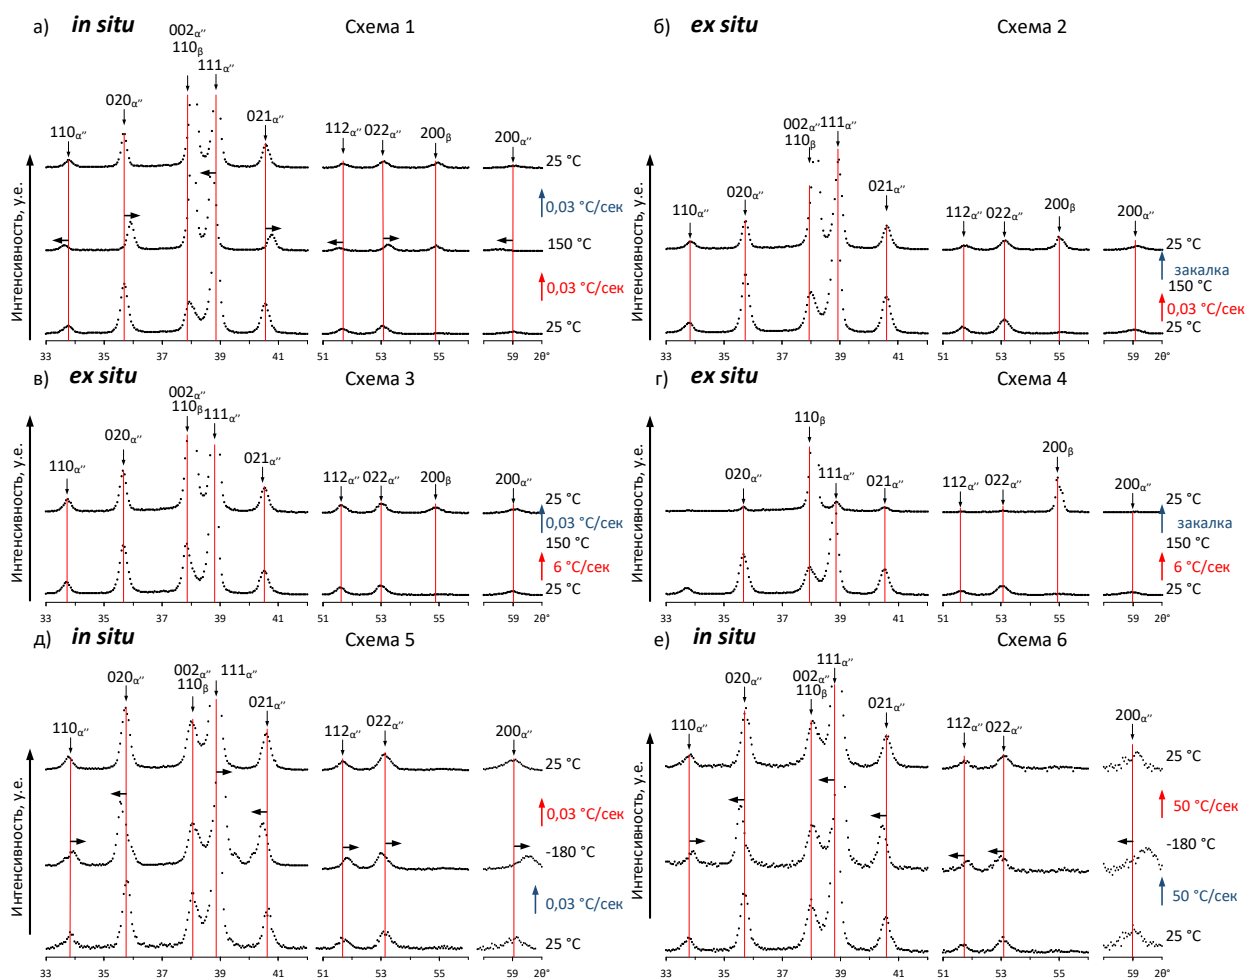 а) in situ Схема 1
002α″
110β
111α″
020α″
110α″
021α″
112α″ 022α″ 200β 200α″
25 °C
0,03 °С/сек
150 °C
0,03 °С/сек
25 °C
Интенсивность, у.е.
33 35 37 39 41 51 53 55 59 2θ°
б) ex situ Схема 2
002α″
110β
111α″
020α″
110α″
021α″
112α″ 022α″ 200β 200α″
25 °C
закалка
150 °C
0,03 °С/сек
25 °C
Интенсивность, у.е.
33 35 37 39 41 51 53 55 59 2θ°
в) ex situ Схема 3
002α″
110β
111α″
020α″
110α″
021α″
112α″ 022α″ 200β 200α″
25 °C
0,03 °С/сек
150 °C
6 °С/сек
25 °C
Интенсивность, у.е.
33 35 37 39 41 51 53 55 59 2θ°
г) ex situ Схема 4
110β
020α″
111α″
021α″
112α″ 022α″
200β
200α″
25 °C
закалка
150 °C
6 °С/сек
25 °C
Интенсивность, у.е.
33 35 37 39 41 51 53 55 59 2θ°
д) in situ Схема 5
002α″
110β
111α″
020α″
110α″
021α″
112α″ 022α″
200α″
25 °C
0,03 °С/сек
-180 °C
0,03 °С/сек
25 °C
Интенсивность, у.е.
33 35 37 39 41 51 53 55 59 2θ°
е) in situ Схема 6
111α″
002α″
110β
020α″
110α″
021α″
112α″ 022α″
200α″
25 °C
50 °С/сек
-180 °C
50 °С/сек
25 °C
Интенсивность, у.е.
33 35 37 39 41 51 53 55 59 2θ°